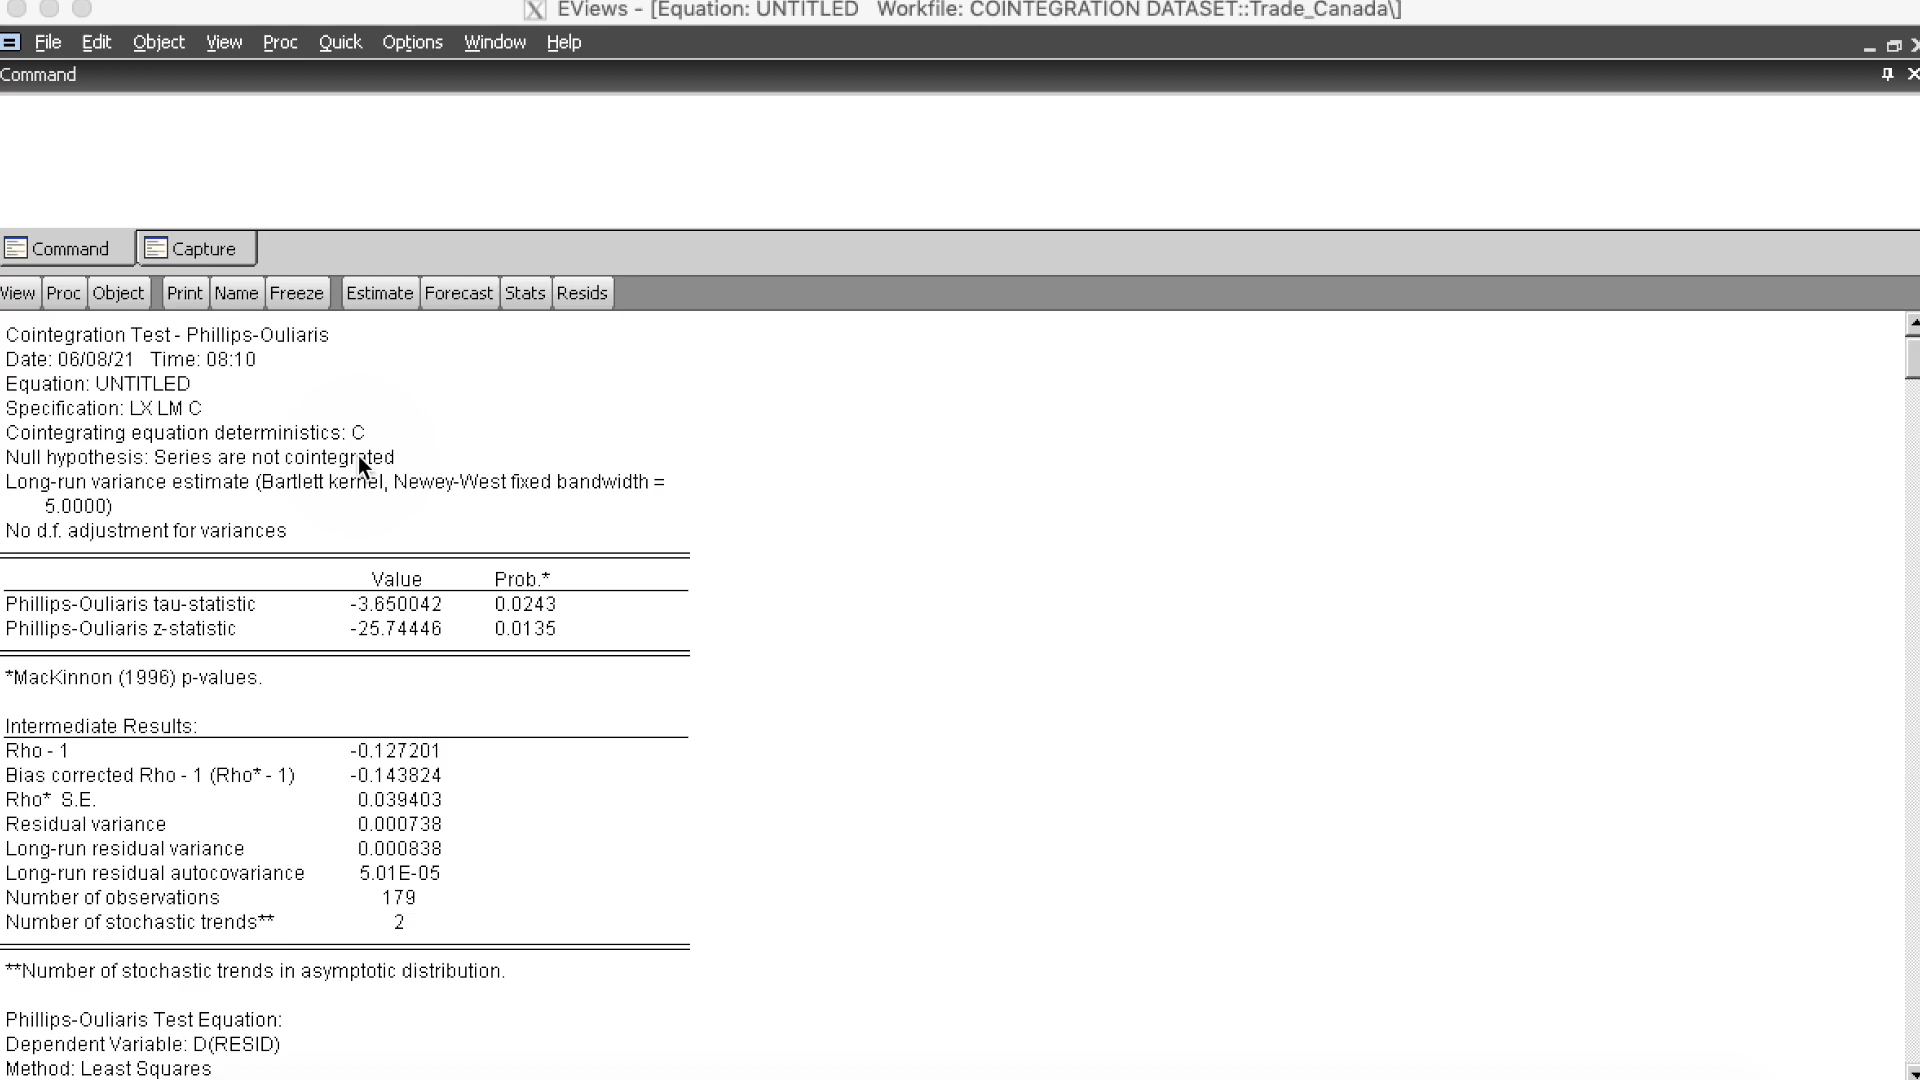 EViews - [Equation: UNTITLED   Workfile: COINTEGRATION DATASET::Trade_Canada\]
File Edit Object View Proc Quick Options Window Help
Command
Command Capture
View Proc Object Print Name Freeze Estimate Forecast Stats Resids
Cointegration Test - Phillips-Ouliaris
Date: 06/08/21   Time: 08:10
Equation: UNTITLED
Specification: LX LM C
Cointegrating equation deterministics: C
Null hypothesis: Series are not cointegrated
Long-run variance estimate (Bartlett kernel, Newey-West fixed bandwidth =
5.0000)
No d.f. adjustment for variances
Value Prob.*
Phillips-Ouliaris tau-statistic -3.650042 0.0243
Phillips-Ouliaris z-statistic -25.74446 0.0135
*MacKinnon (1996) p-values.
Intermediate Results:
Rho - 1 -0.127201
Bias corrected Rho - 1 (Rho* - 1) -0.143824
Rho* S.E. 0.039403
Residual variance 0.000738
Long-run residual variance 0.000838
Long-run residual autocovariance 5.01E-05
Number of observations 179
Number of stochastic trends** 2
**Number of stochastic trends in asymptotic distribution.
Phillips-Ouliaris Test Equation:
Dependent Variable: D(RESID)
Method: Least Squares